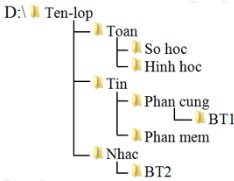 D:\ Ten-lop
Toan
So hoc
Hinh hoc
Tin
Phan cung
BT1
Phan mem
Nhac
BT2